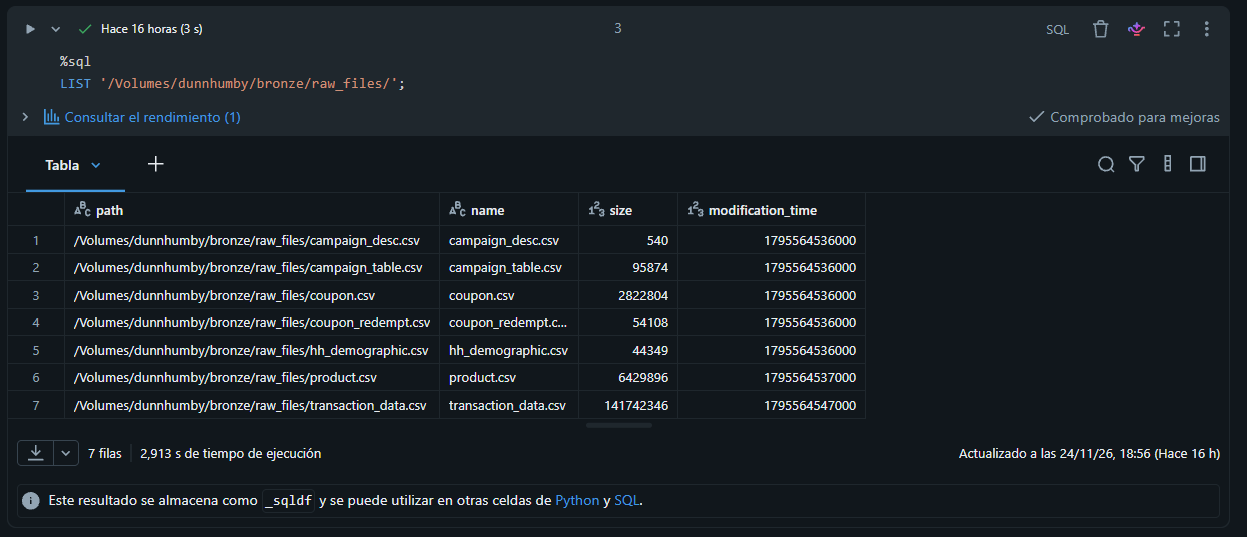 Hace 16 horas (3 s)
3
SQL
%sql
LIST '/Volumes/dunnhumby/bronze/raw_files/';
Consultar el rendimiento (1)
Comprobado para mejoras
Tabla
path name size modification_time
1 /Volumes/dunnhumby/bronze/raw_files/campaign_desc.csv campaign_desc.csv 540 1795564536000
2 /Volumes/dunnhumby/bronze/raw_files/campaign_table.csv campaign_table.csv 95874 1795564536000
3 /Volumes/dunnhumby/bronze/raw_files/coupon.csv coupon.csv 2822804 1795564536000
4 /Volumes/dunnhumby/bronze/raw_files/coupon_redempt.csv coupon_redempt.c... 54108 1795564536000
5 /Volumes/dunnhumby/bronze/raw_files/hh_demographic.csv hh_demographic.csv 44349 1795564536000
6 /Volumes/dunnhumby/bronze/raw_files/product.csv product.csv 6429896 1795564537000
7 /Volumes/dunnhumby/bronze/raw_files/transaction_data.csv transaction_data.csv 141742346 1795564547000
7 filas 2,913 s de tiempo de ejecución
Actualizado a las 24/11/26, 18:56 (Hace 16 h)
Este resultado se almacena como _sqldf y se puede utilizar en otras celdas de Python y SQL.